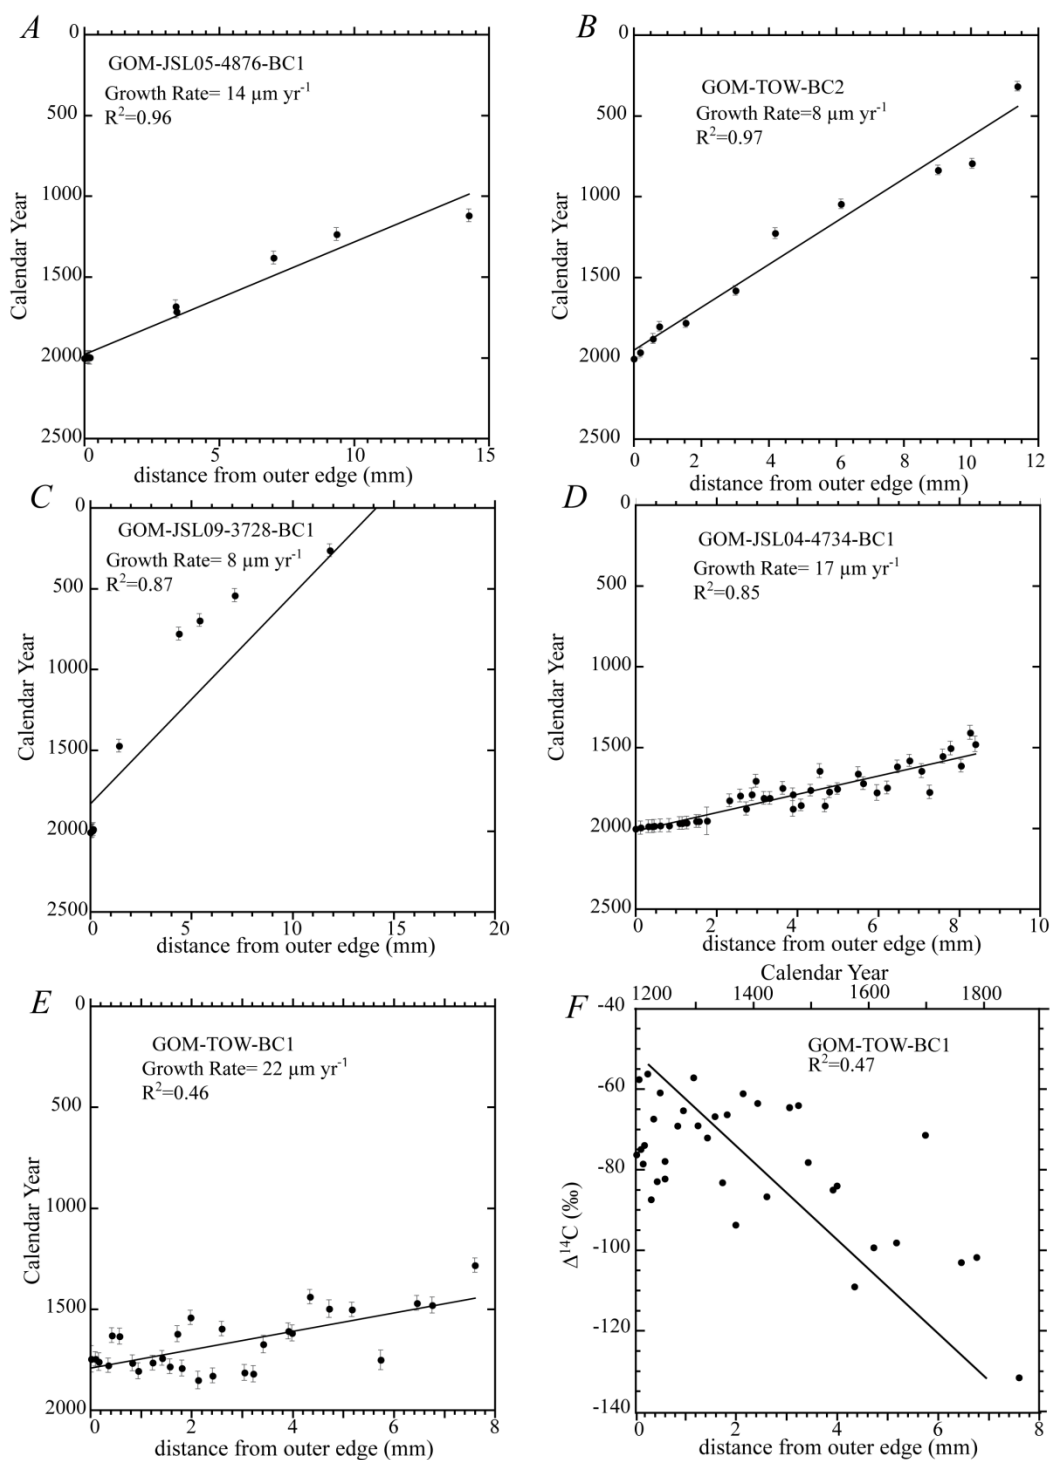 A
0
500
1000
1500
2000
2500
Calendar Year
GOM-JSL05-4876-BC1
Growth Rate= 14 μm yr⁻¹
R²=0.96
0
5
10
15
distance from outer edge (mm)
B
0
500
1000
1500
2000
2500
Calendar Year
GOM-TOW-BC2
Growth Rate=8 μm yr⁻¹
R²=0.97
0
2
4
6
8
10
12
distance from outer edge (mm)
C
0
500
1000
1500
2000
2500
Calendar Year
GOM-JSL09-3728-BC1
Growth Rate= 8 μm yr⁻¹
R²=0.87
0
5
10
15
20
distance from outer edge (mm)
D
0
500
1000
1500
2000
2500
Calendar Year
GOM-JSL04-4734-BC1
Growth Rate= 17 μm yr⁻¹
R²=0.85
0
2
4
6
8
10
distance from outer edge (mm)
E
0
500
1000
1500
2000
Calendar Year
GOM-TOW-BC1
Growth Rate= 22 μm yr⁻¹
R²=0.46
0
2
4
6
8
distance from outer edge (mm)
F
Calendar Year
1200
1400
1600
1800
-40
-60
-80
-100
-120
-140
Δ¹⁴C (‰)
GOM-TOW-BC1
R²=0.47
0
2
4
6
8
distance from outer edge (mm)